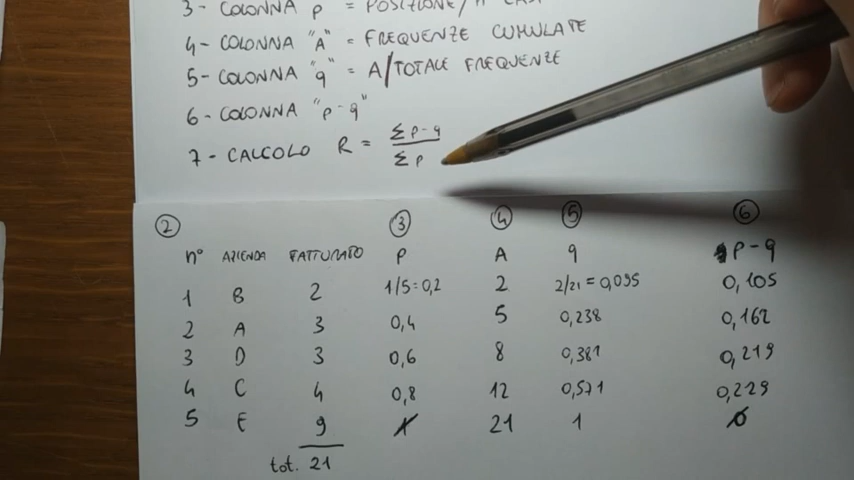 3- COLONNA P = POSIZIONE/N° CASI
4- COLONNA "A" = FREQUENZE CUMULATE
5- COLONNA "q" = A/TOTALE FREQUENZE
6- COLONNA "P-q"
7- CALCOLO R = Σ P-q / Σ P
② ③ ④ ⑤ ⑥
n° AZIENDA FATTURATO P A q P-q
1 B 2 1/5=0,2 2 2/21=0,095 0,105
2 A 3 0,4 5 0,238 0,162
3 D 3 0,6 8 0,381 0,219
4 C 4 0,8 12 0,571 0,229
5 E 9 1 21 1 0
tot. 21